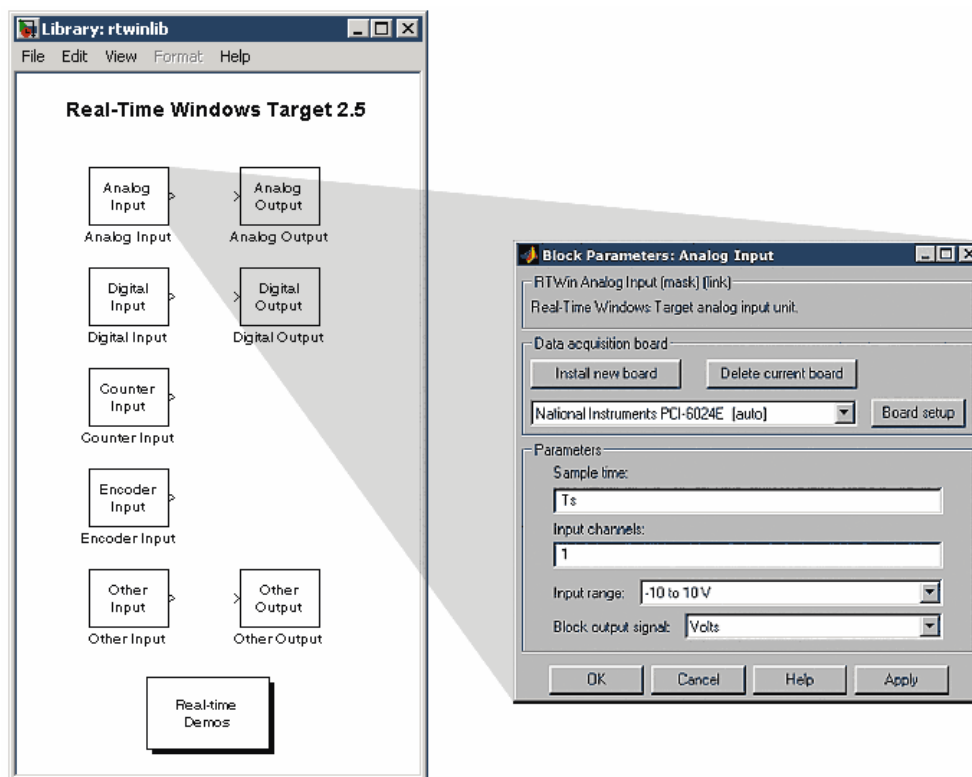 Library: rtwinlib
File Edit View Format Help
Real-Time Windows Target 2.5
Analog
Input
Analog Input
Analog
Output
Analog Output
Digital
Input
Digital Input
Digital
Output
Digital Output
Counter
Input
Counter Input
Encoder
Input
Encoder Input
Other
Input
Other Input
Other
Output
Other Output
Real-time
Demos
Block Parameters: Analog Input
RTWin Analog Input (mask) (link)
Real-Time Windows Target analog input unit.
Data acquisition board
Install new board Delete current board
National Instruments PCI-6024E [auto] Board setup
Parameters
Sample time:
Ts
Input channels:
1
Input range: -10 to 10 V
Block output signal: Volts
OK Cancel Help Apply